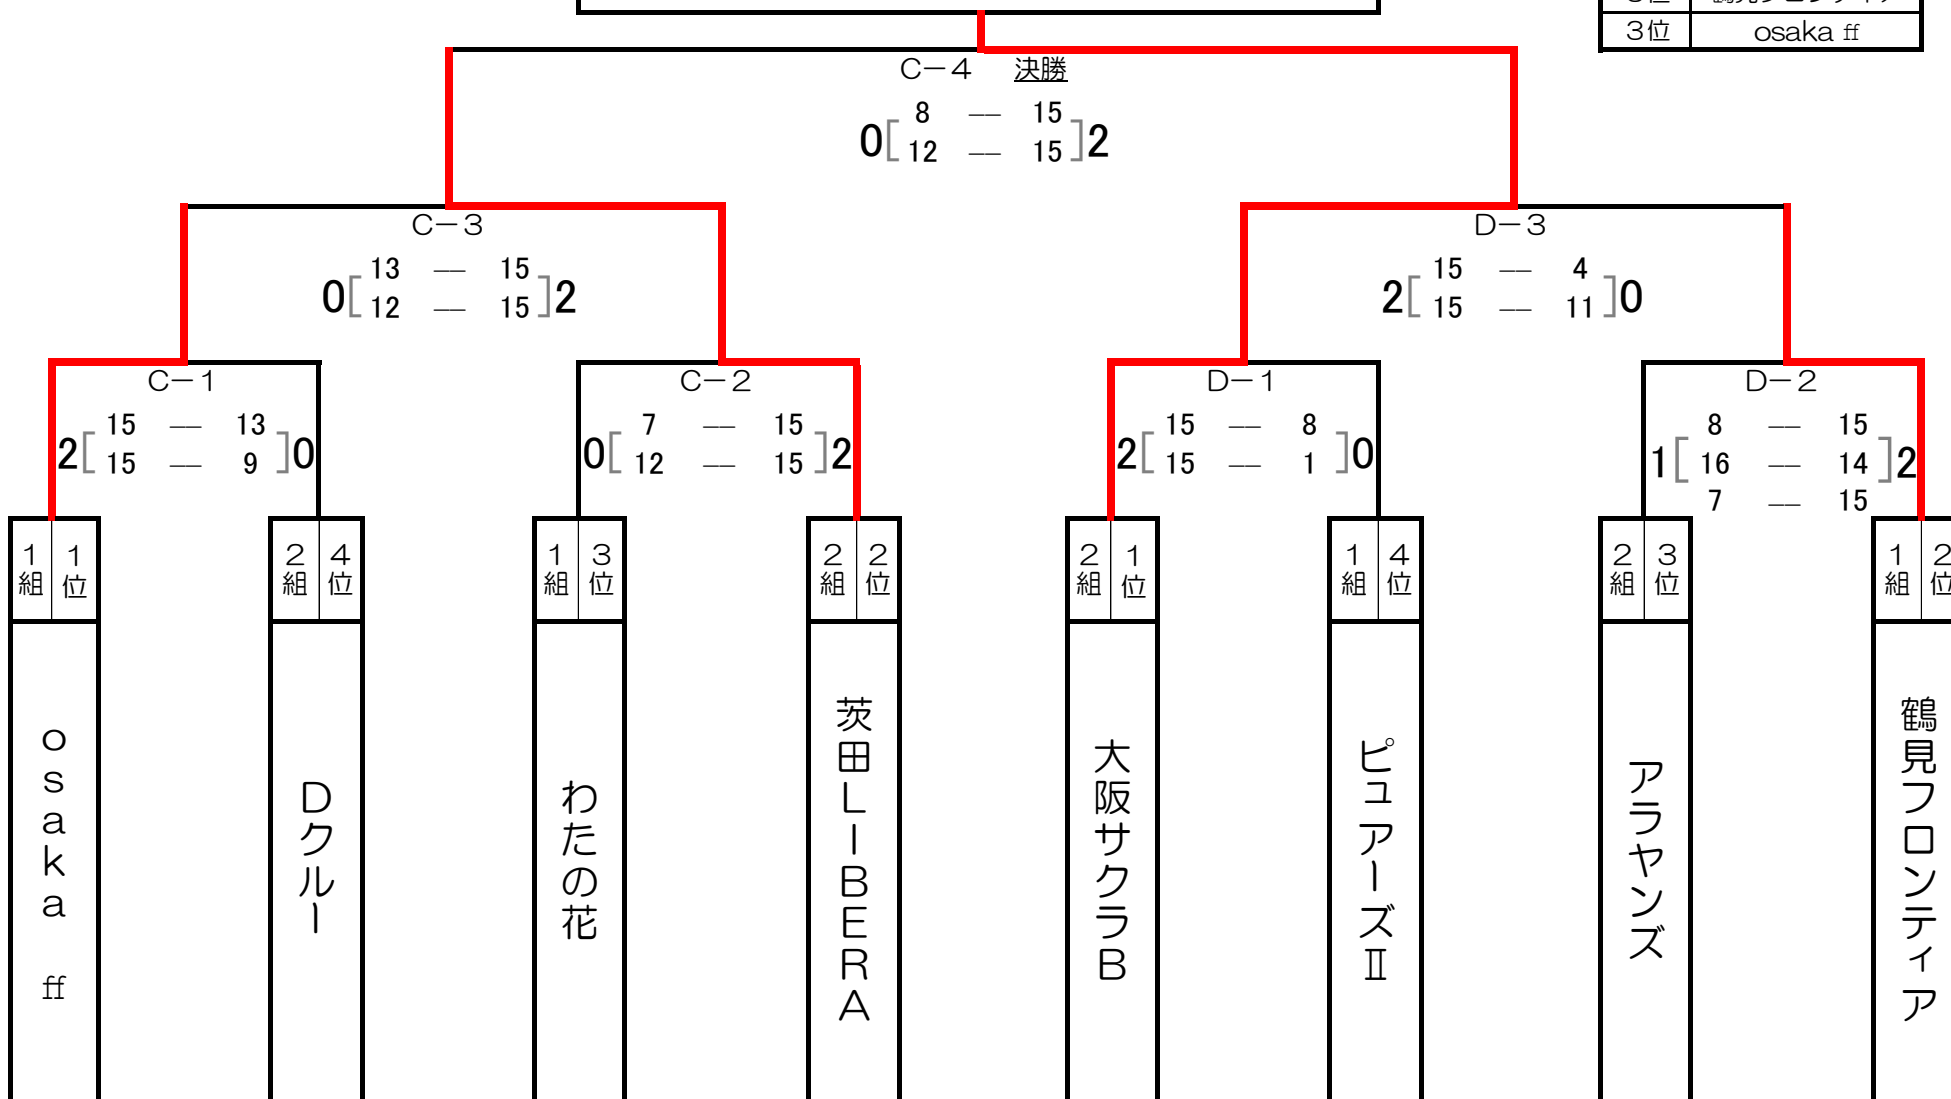 3位 osaka ff
C－4 決勝
0[ 8 — 15 ]2
12 — 15
C－3
0[ 13 — 15 ]2
12 — 15
D－3
2[ 15 — 4 ]0
15 — 11
C－1
2[ 15 — 13 ]0
15 — 9
C－2
0[ 7 — 15 ]2
12 — 15
D－1
2[ 15 — 8 ]0
15 — 1
D－2
1[ 8 — 15 ]2
16 — 14
7 — 15
1組 1位
osaka ff
2組 4位
Dクルー
1組 3位
わたの花
2組 2位
茨田LIBERA
2組 1位
大阪サクラB
1組 4位
ピュアーズⅡ
2組 3位
アラヤンズ
1組 2位
鶴見フロンティア